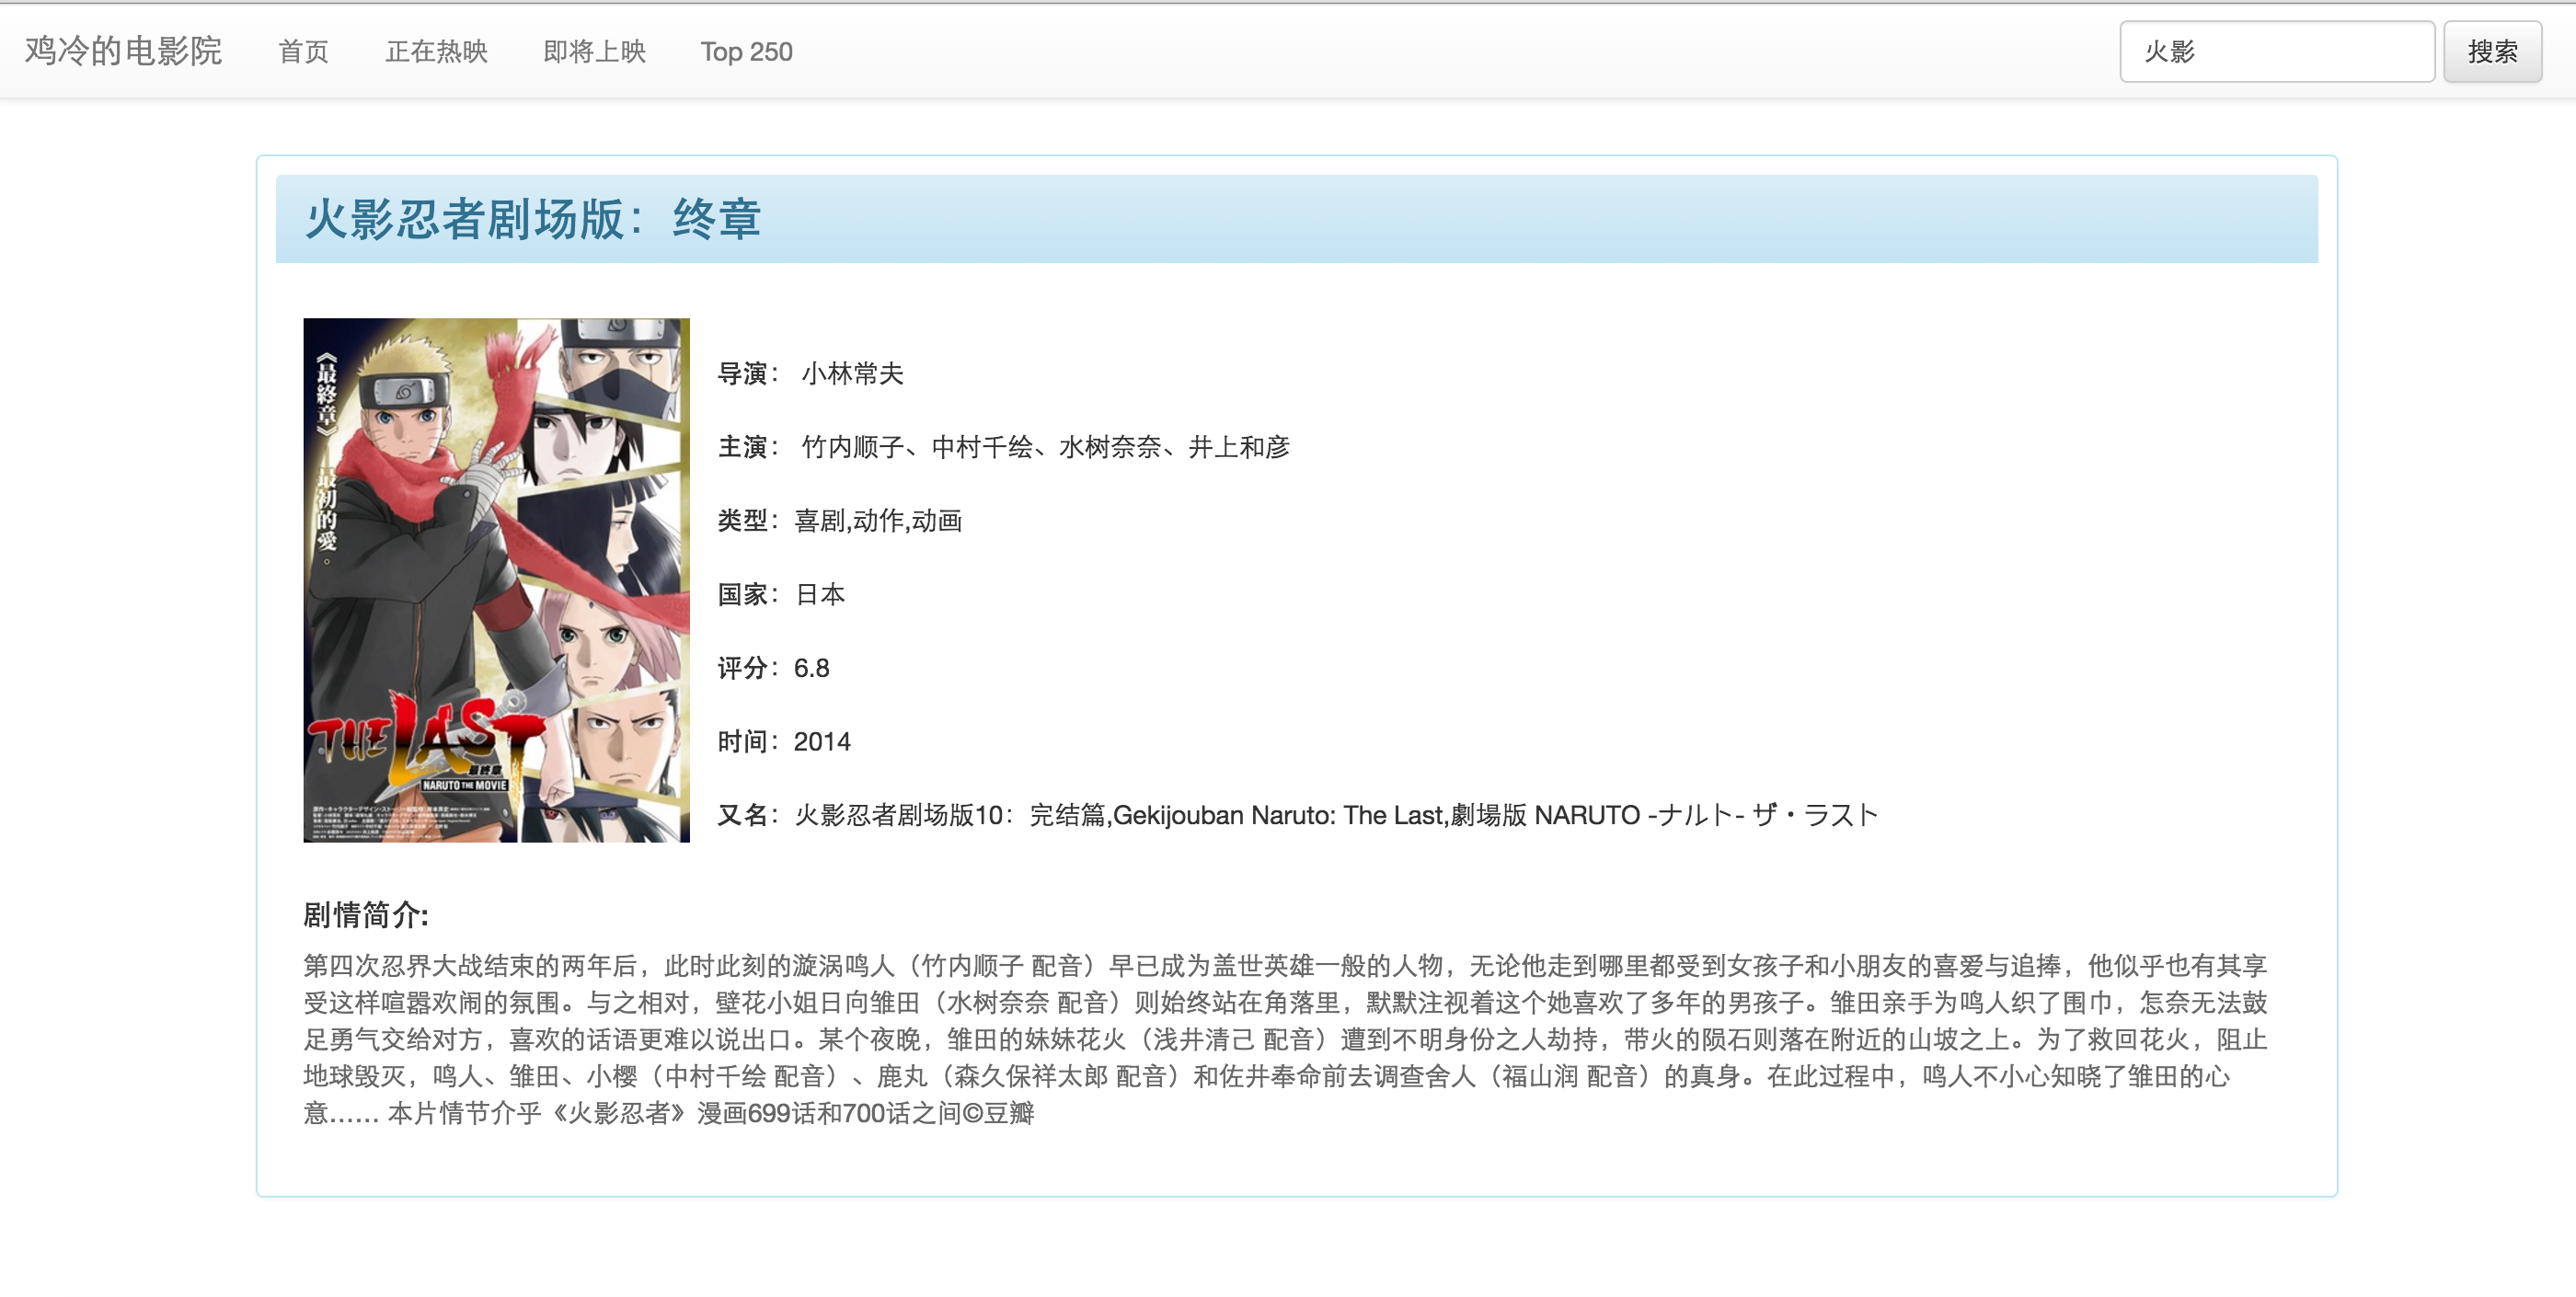 鸡冷的电影院 首页 正在热映 即将上映 Top 250 火影 搜索
火影忍者剧场版：终章
《最終章》——最初的愛。
THE LAST
最終章
NARUTO THE MOVIE
导演： 小林常夫
主演： 竹内顺子、中村千绘、水树奈奈、井上和彦
类型：喜剧,动作,动画
国家：日本
评分：6.8
时间：2014
又名：火影忍者剧场版10：完结篇,Gekijouban Naruto: The Last,劇場版 NARUTO -ナルト- ザ・ラスト
剧情简介:
第四次忍界大战结束的两年后，此时此刻的漩涡鸣人（竹内顺子 配音）早已成为盖世英雄一般的人物，无论他走到哪里都受到女孩子和小朋友的喜爱与追捧，他似乎也有其享
受这样喧嚣欢闹的氛围。与之相对，壁花小姐日向雏田（水树奈奈 配音）则始终站在角落里，默默注视着这个她喜欢了多年的男孩子。雏田亲手为鸣人织了围巾，怎奈无法鼓
足勇气交给对方，喜欢的话语更难以说出口。某个夜晚，雏田的妹妹花火（浅井清己 配音）遭到不明身份之人劫持，带火的陨石则落在附近的山坡之上。为了救回花火，阻止
地球毁灭，鸣人、雏田、小樱（中村千绘 配音）、鹿丸（森久保祥太郎 配音）和佐井奉命前去调查舍人（福山润 配音）的真身。在此过程中，鸣人不小心知晓了雏田的心
意…… 本片情节介乎《火影忍者》漫画699话和700话之间©豆瓣